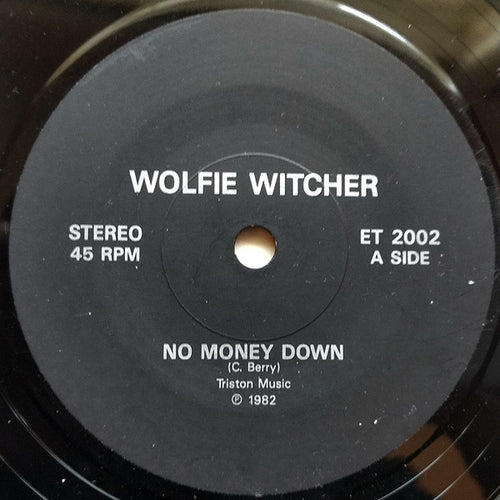 WOLFIE WITCHER
STEREO
45 RPM
ET 2002
A SIDE
NO MONEY DOWN
(C. Berry)
Triston Music
℗ 1982